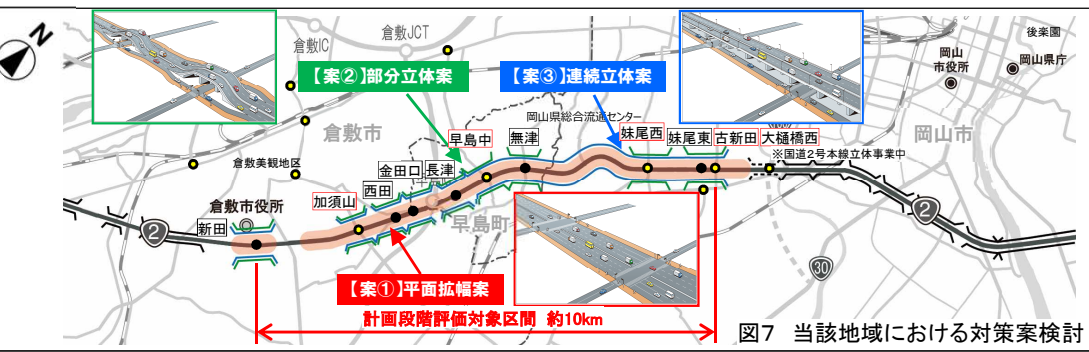 N
倉敷IC
倉敷JCT
後楽園
岡山
市役所
岡山県庁
【案②】部分立体案
【案③】連続立体案
岡山県総合流通センター
倉敷市
早島中
無津
妹尾西
妹尾東
古新田
大樋橋西
岡山市
※国道2号本線立体事業中
倉敷美観地区
金田口
長津
西田
加須山
倉敷市役所
新田
早島町
2
2
30
30
【案①】平面拡幅案
計画段階評価対象区間 約10km
図7 当該地域における対策案検討